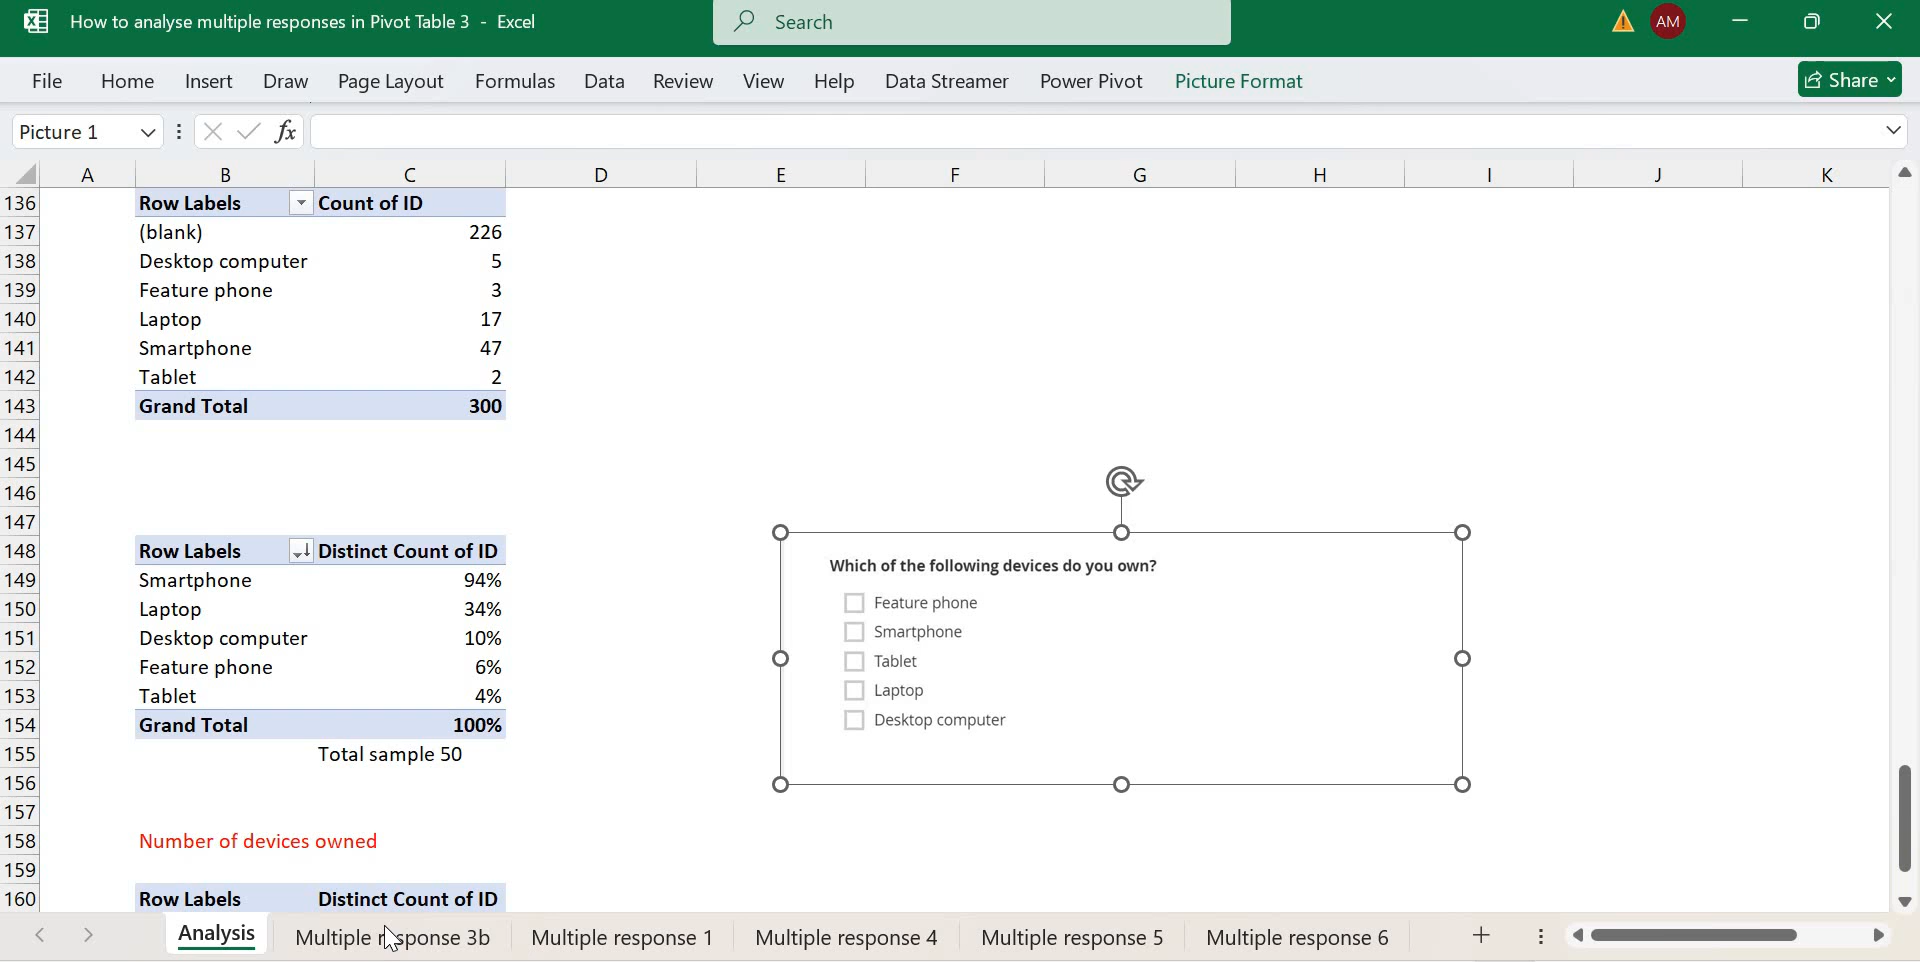 How to analyse multiple responses in Pivot Table 3 - Excel
Search
AM
File Home Insert Draw Page Layout Formulas Data Review View Help Data Streamer Power Pivot Picture Format Share
Picture 1 fx
A B C D E F G H I J K
136 Row Labels Count of ID
137 (blank) 226
138 Desktop computer 5
139 Feature phone 3
140 Laptop 17
141 Smartphone 47
142 Tablet 2
143 Grand Total 300
144
145
146
147
148 Row Labels Distinct Count of ID
149 Smartphone 94%
150 Laptop 34%
151 Desktop computer 10%
152 Feature phone 6%
153 Tablet 4%
154 Grand Total 100%
155 Total sample 50
156
157
158 Number of devices owned
159
160 Row Labels Distinct Count of ID
Which of the following devices do you own?
Feature phone
Smartphone
Tablet
Laptop
Desktop computer
Analysis Multiple response 3b Multiple response 1 Multiple response 4 Multiple response 5 Multiple response 6